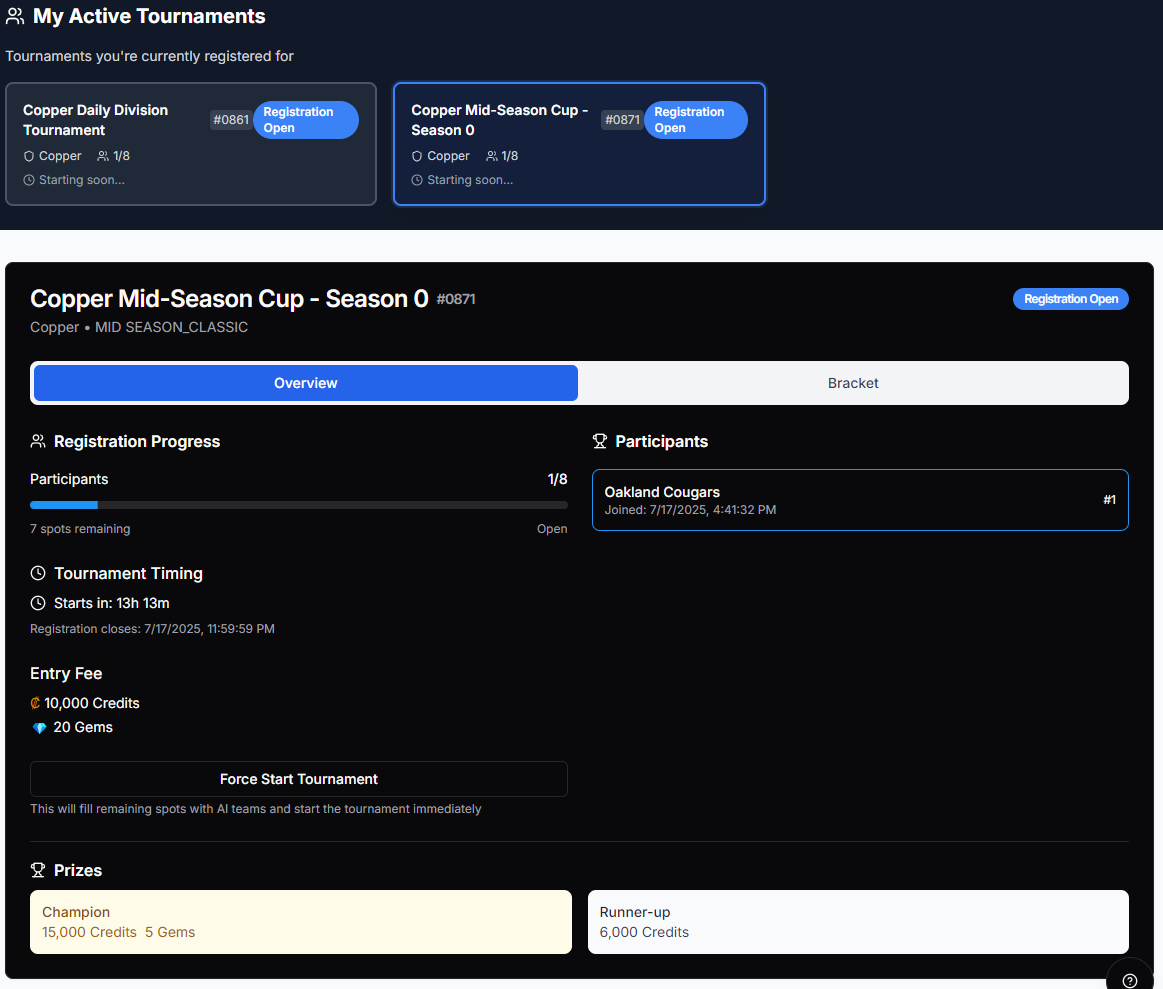 My Active Tournaments
Tournaments you're currently registered for
Copper Daily Division
Tournament
#0861
Registration
Open
Copper
1/8
Starting soon...
Copper Mid-Season Cup -
Season 0
#0871
Registration
Open
Copper
1/8
Starting soon...
Copper Mid-Season Cup - Season 0 #0871
Registration Open
Copper • MID SEASON_CLASSIC
Overview
Bracket
Registration Progress
Participants
1/8
7 spots remaining
Open
Participants
Oakland Cougars
Joined: 7/17/2025, 4:41:32 PM
#1
Tournament Timing
Starts in: 13h 13m
Registration closes: 7/17/2025, 11:59:59 PM
Entry Fee
₡ 10,000 Credits
20 Gems
Force Start Tournament
This will fill remaining spots with AI teams and start the tournament immediately
Prizes
Champion
15,000 Credits 5 Gems
Runner-up
6,000 Credits